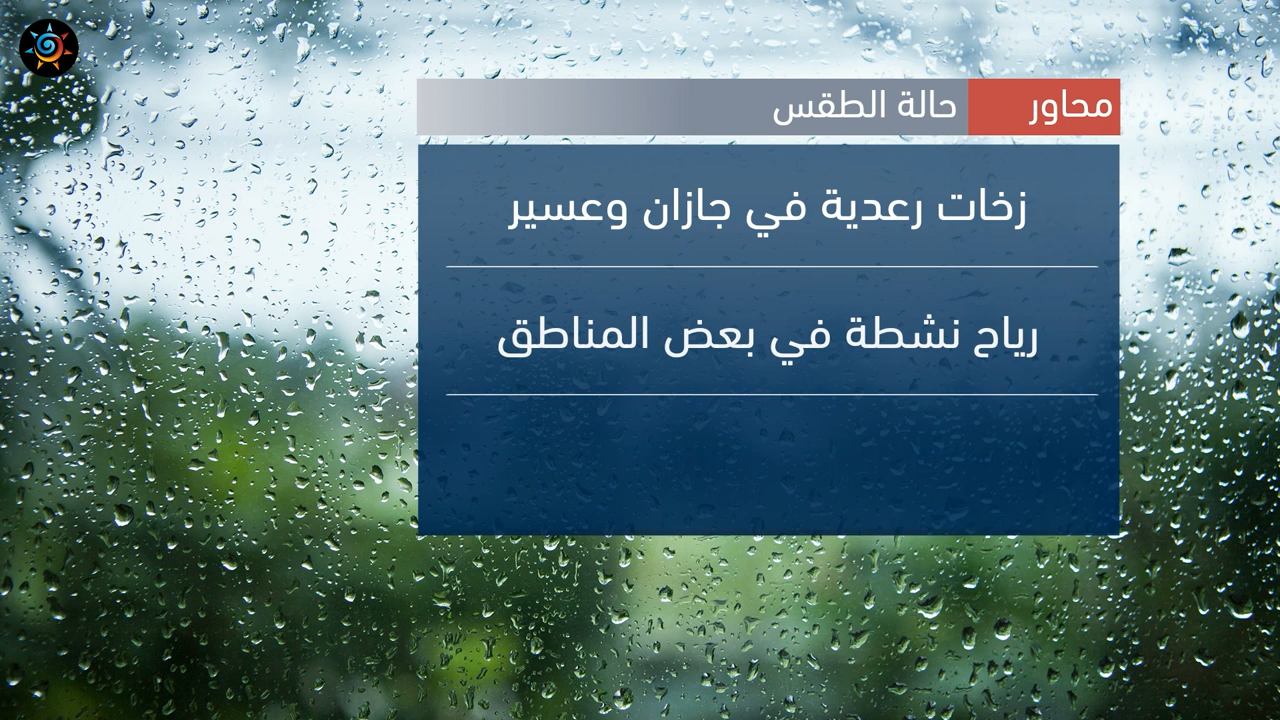 محاور حالة الطقس
زخات رعدية في جازان وعسير
رياح نشطة في بعض المناطق